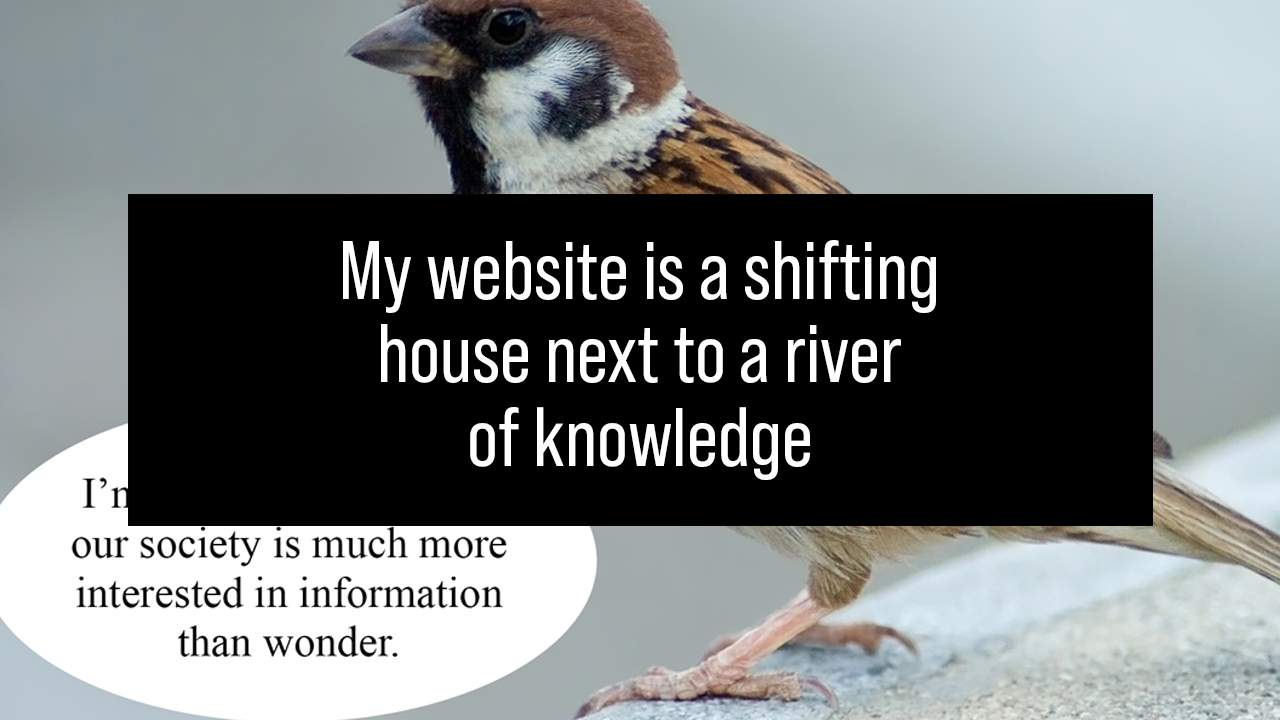 My website is a shifting
house next to a river
of knowledge
our society is much more
interested in information
than wonder.